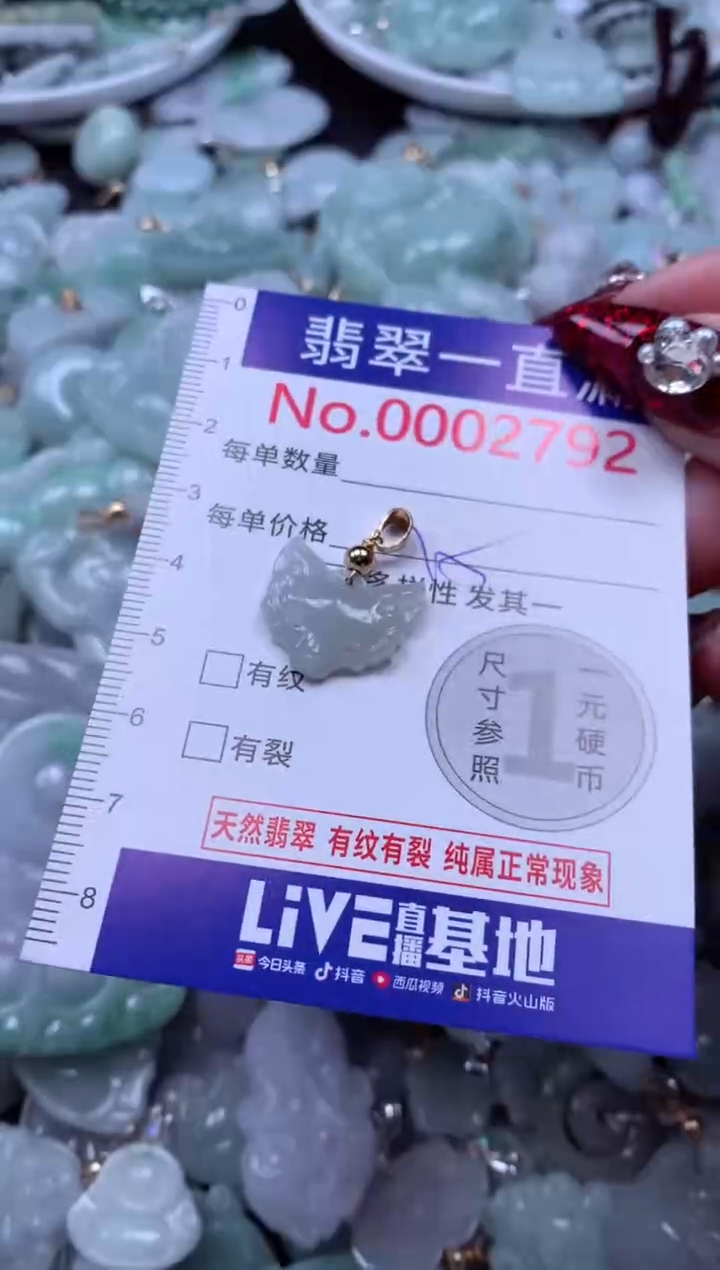 翡翠一直
No.0002792
每单数量
每单价格
多样性 发其一
有纹
有裂
尺寸参照
1
一元硬币
天然翡翠 有纹有裂 纯属正常现象
LiVE直播基地
头条 今日头条 抖音 西瓜视频 抖音火山版
0
1
2
3
4
5
6
7
8